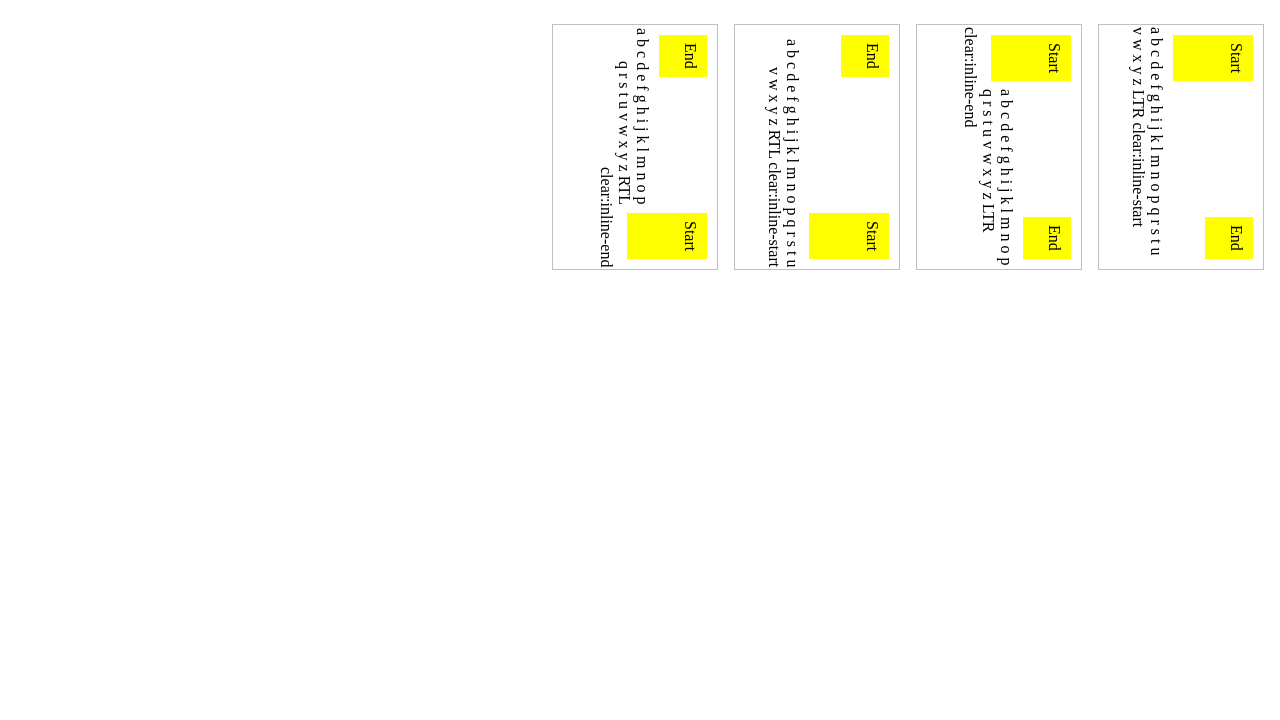 Start
End
a b c d e f g h i j k l m n o p q r s t u
v w x y z LTR clear:inline-start
Start
End
a b c d e f g h i j k l m n o p
q r s t u v w x y z LTR
clear:inline-end
End
Start
a b c d e f g h i j k l m n o p q r s t u
v w x y z RTL clear:inline-start
End
Start
a b c d e f g h i j k l m n o p
q r s t u v w x y z RTL
clear:inline-end